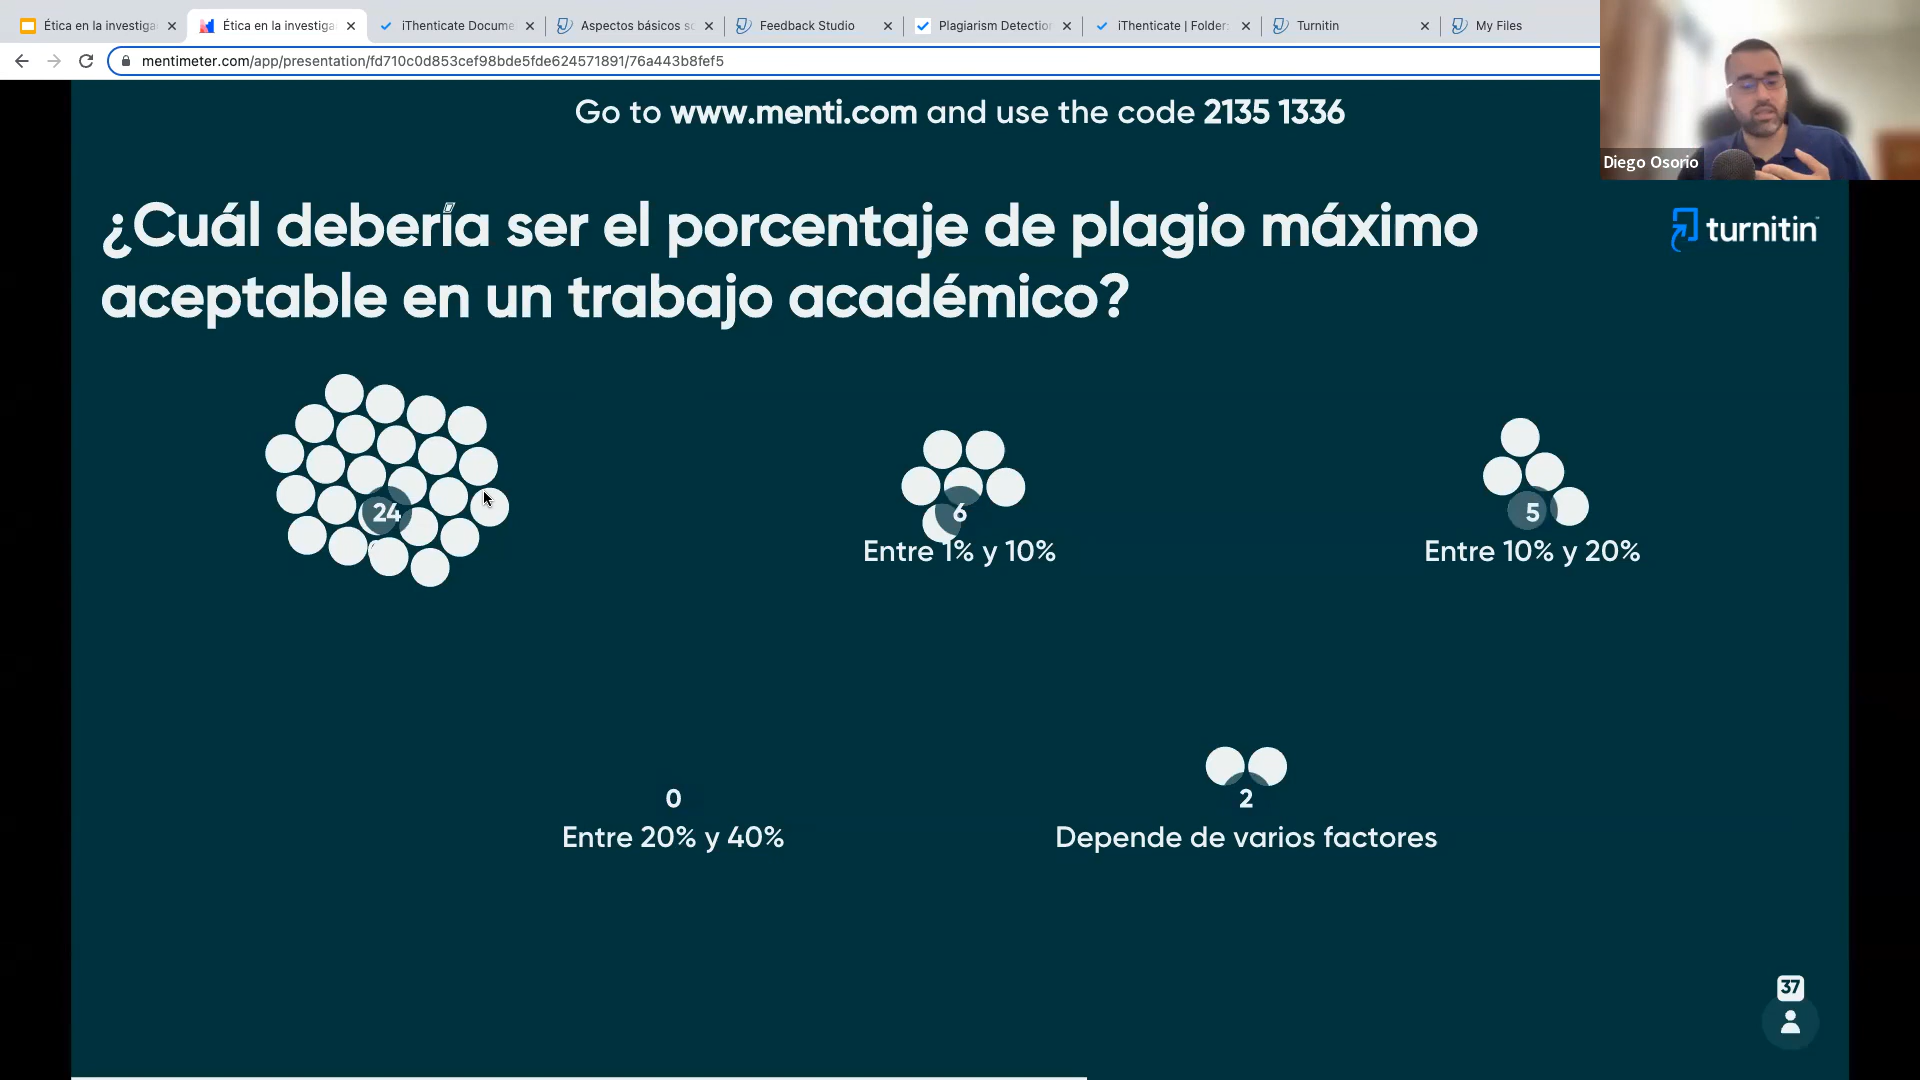 Ética en la investiga
Ética en la investiga
iThenticate Docume
Aspectos básicos so
Feedback Studio
Plagiarism Detectio
iThenticate | Folder:
Turnitin
My Files
mentimeter.com/app/presentation/fd710c0d853cef98bde5fde624571891/76a443b8fef5
Go to www.menti.com and use the code 2135 1336
Diego Osorio
¿Cuál debería ser el porcentaje de plagio máximo
aceptable en un trabajo académico?
turnitin
24
6
5
Entre 1% y 10%
Entre 10% y 20%
0
2
Entre 20% y 40%
Depende de varios factores
37